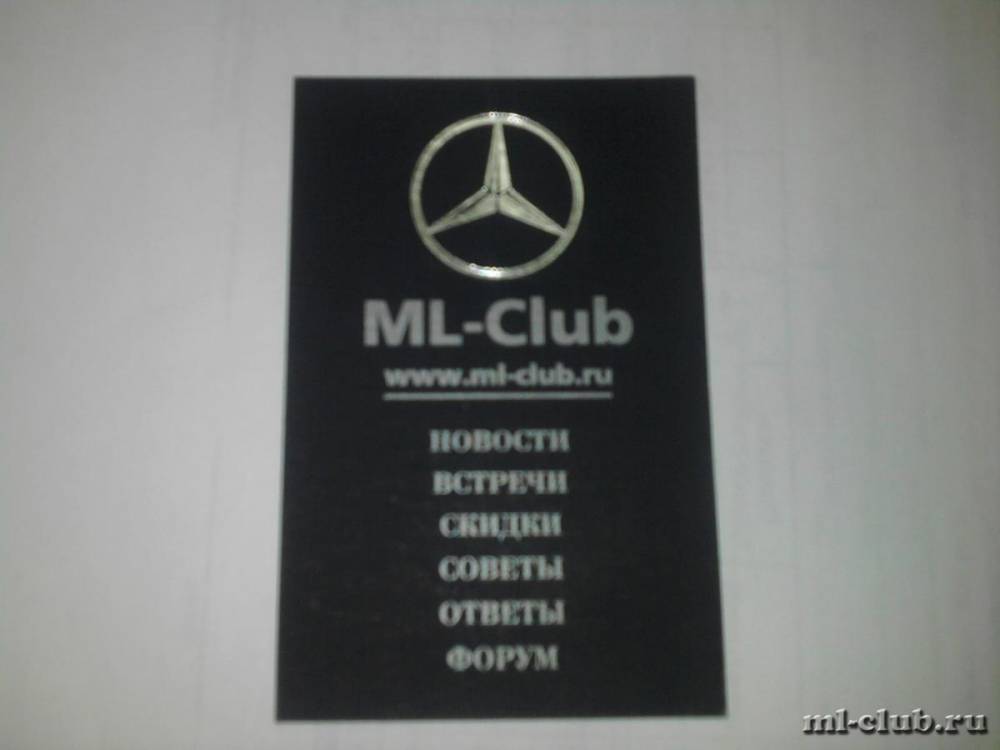 ML-Club
www.ml-club.ru
НОВОСТИ
ВСТРЕЧИ
СКИДКИ
СОВЕТЫ
ОТВЕТЫ
ФОРУМ
ml-club.ru